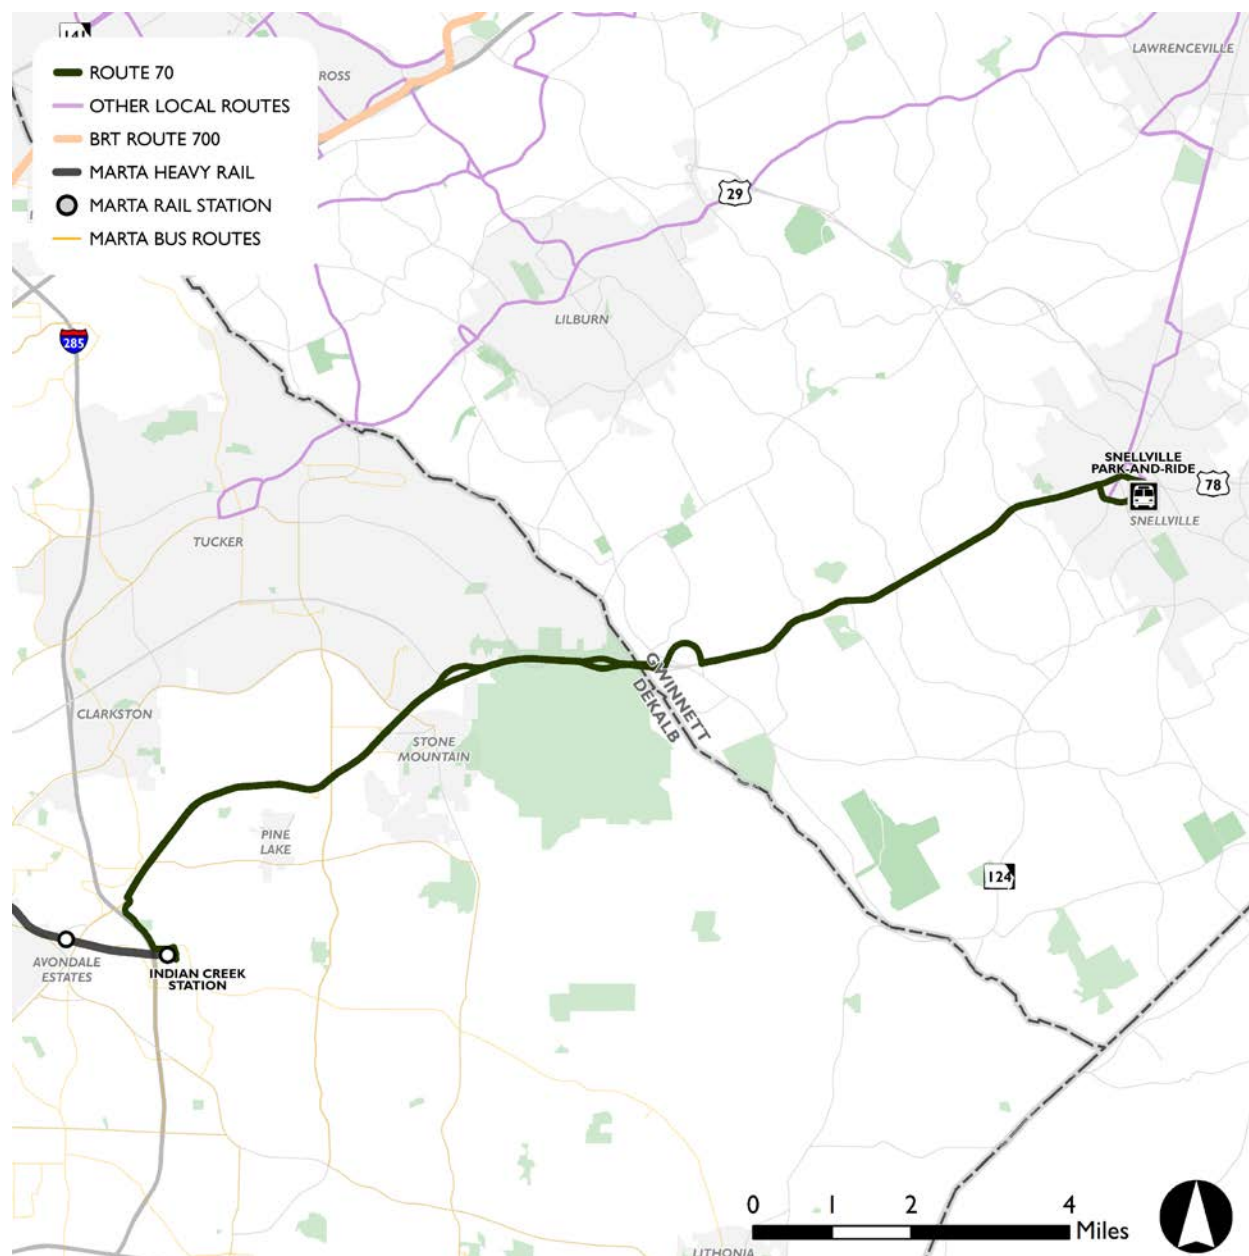 141
ROUTE 70
OTHER LOCAL ROUTES
BRT ROUTE 700
MARTA HEAVY RAIL
MARTA RAIL STATION
MARTA BUS ROUTES
ROSS
LAWRENCEVILLE
29
LILBURN
285
SNELLVILLE
PARK-AND-RIDE
78
SNELLVILLE
TUCKER
GWINNETT
DEKALB
CLARKSTON
STONE
MOUNTAIN
PINE
LAKE
124
AVONDALE
ESTATES
INDIAN CREEK
STATION
0 1 2 4
Miles
LITHONIA